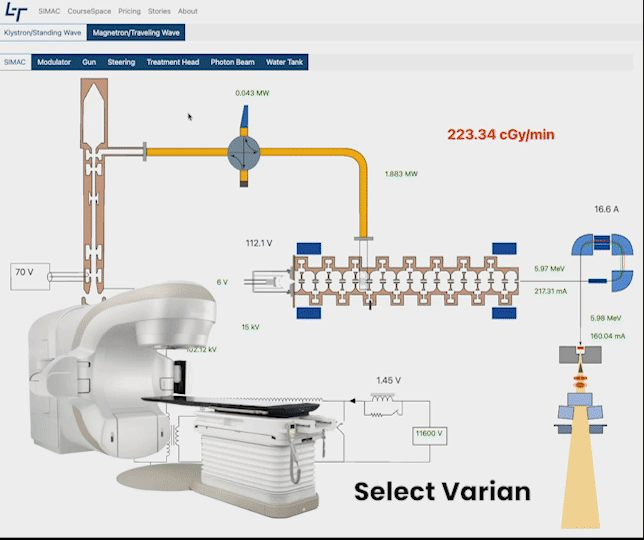 LT
SIMAC CourseSpace Pricing Stories About
Klystron/Standing Wave Magnetron/Traveling Wave
SIMAC Modulator Gun Steering Treatment Head Photon Beam Water Tank
0.043 MW
223.34 cGy/min
1.883 MW
16.6 A
112.1 V
70 V
5.97 MeV
6 V
217.31 mA
5.98 MeV
15 kV
160.04 mA
102.12 kV
1.45 V
11600 V
Select Varian